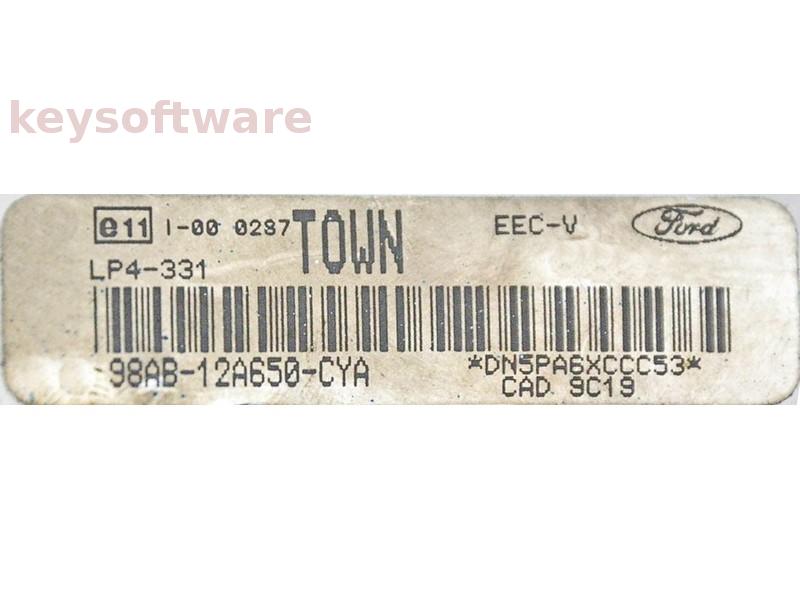 keysoftware
e11 I-00 0287 TOWN EEC-V Ford
LP4-331
98AB-12A650-CYA *DN5PA6XCCC53*
CAD 9C19